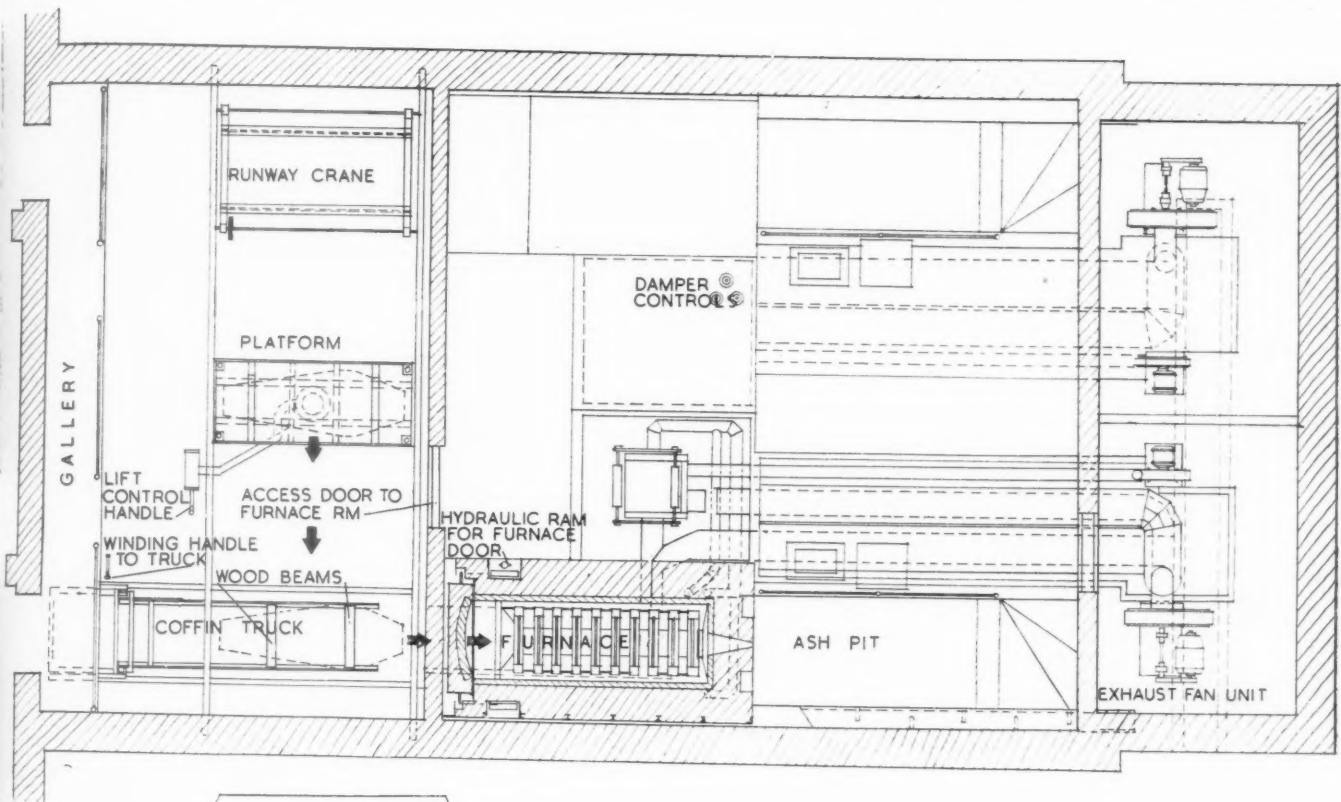 RUNWAY CRANE
DAMPER
CONTROLS
PLATFORM
GALLERY
LIFT
CONTROL
HANDLE
ACCESS DOOR TO
FURNACE RM
HYDRAULIC RAM
FOR FURNACE
DOOR
WINDING HANDLE
TO TRUCK
WOOD BEAMS
COFFIN TRUCK
FURNACE
ASH PIT
EXHAUST FAN UNIT